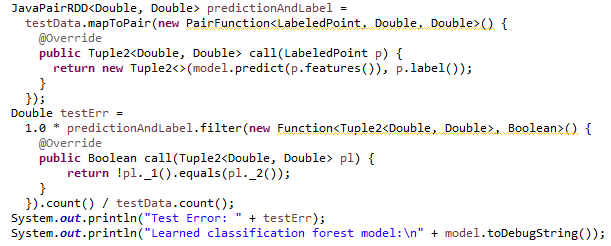 JavaPairRDD<Double, Double> predictionAndLabel =
testData.mapToPair(new PairFunction<LabeledPoint, Double, Double>() {
@Override
public Tuple2<Double, Double> call(LabeledPoint p) {
return new Tuple2<>(model.predict(p.features()), p.label());
}
});
Double testErr =
1.0 * predictionAndLabel.filter(new Function<Tuple2<Double, Double>, Boolean>() {
@Override
public Boolean call(Tuple2<Double, Double> pl) {
return !pl._1().equals(pl._2());
}
}).count() / testData.count();
System.out.println("Test Error: " + testErr);
System.out.println("Learned classification forest model:\n" + model.toDebugString());